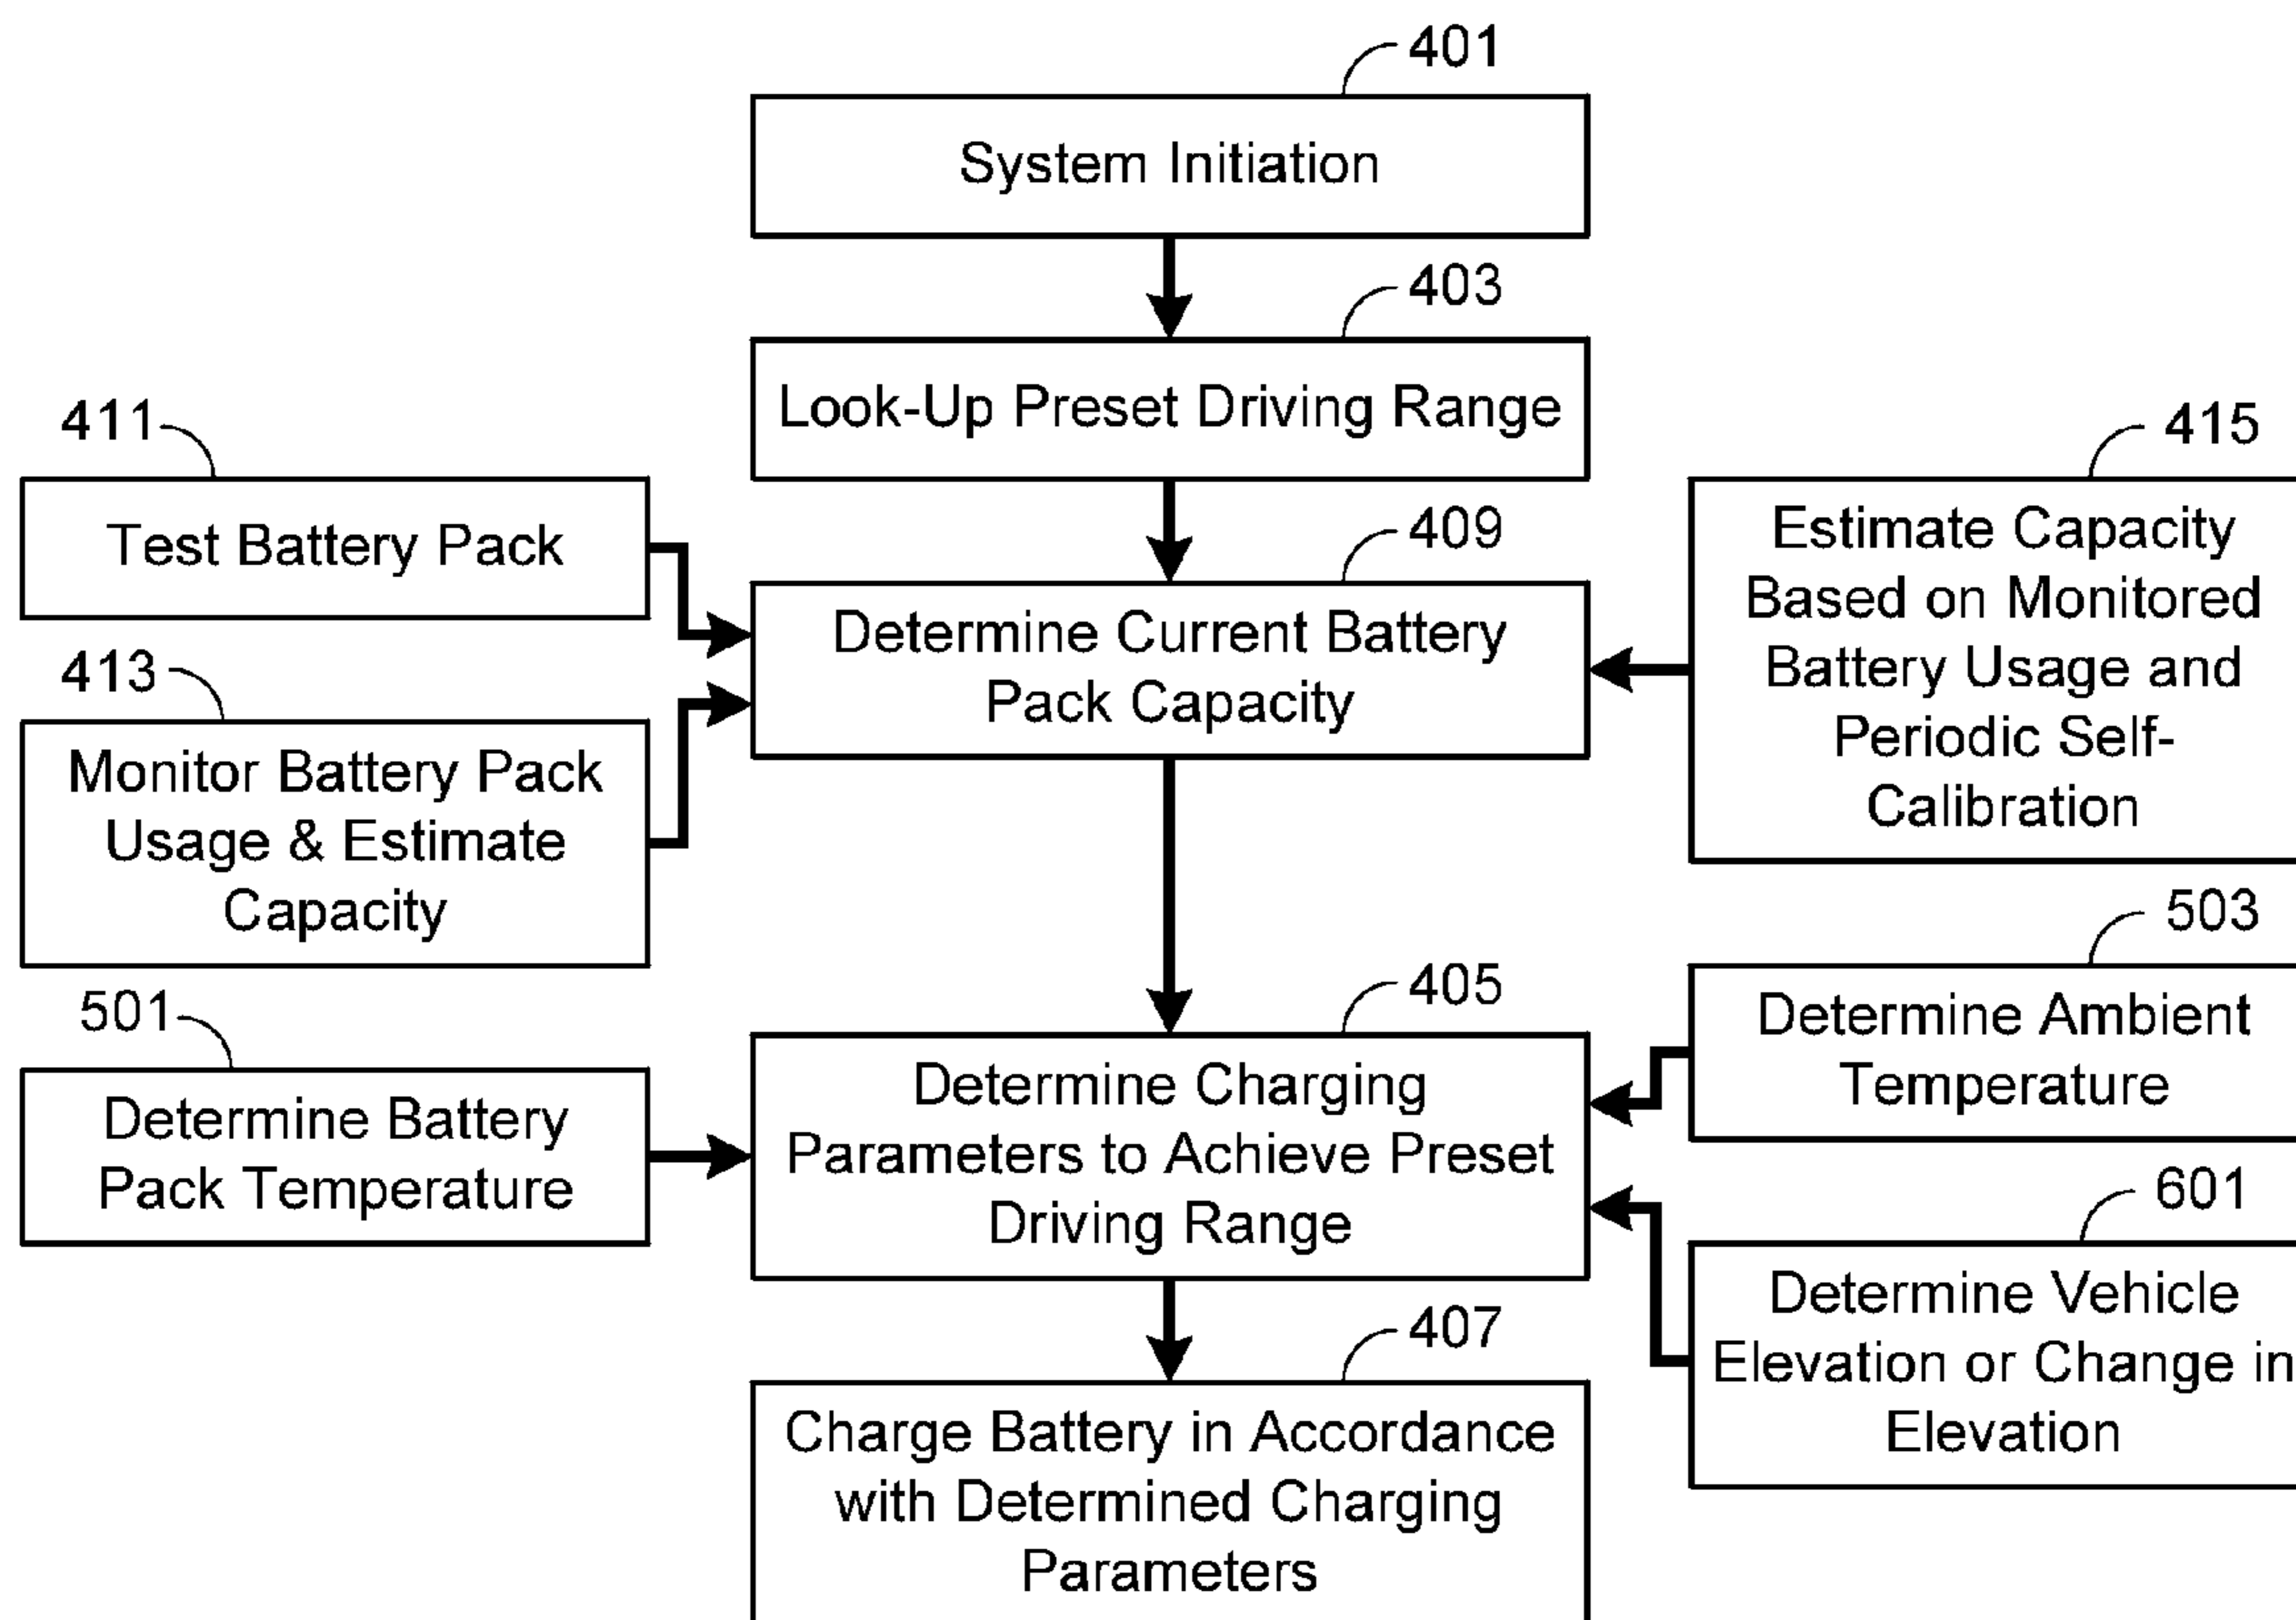 401
System Initiation
403
Look-Up Preset Driving Range
411
Test Battery Pack
409
Determine Current Battery
Pack Capacity
415
Estimate Capacity
Based on Monitored
Battery Usage and
Periodic Self-
Calibration
413
Monitor Battery Pack
Usage & Estimate
Capacity
501
Determine Battery
Pack Temperature
405
Determine Charging
Parameters to Achieve Preset
Driving Range
503
Determine Ambient
Temperature
601
Determine Vehicle
Elevation or Change in
Elevation
407
Charge Battery in Accordance
with Determined Charging
Parameters